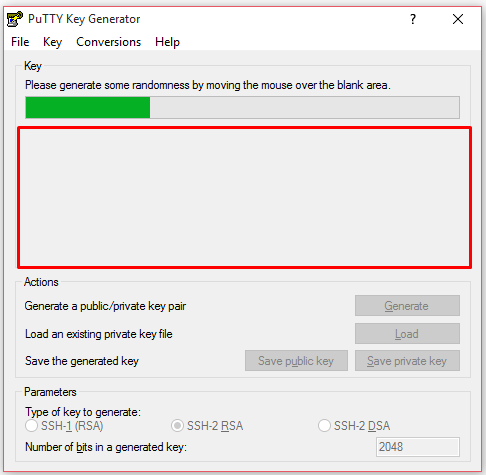 PuTTY Key Generator ?
File Key Conversions Help
Key
Please generate some randomness by moving the mouse over the blank area.
Actions
Generate a public/private key pair Generate
Load an existing private key file Load
Save the generated key Save public key Save private key
Parameters
Type of key to generate:
SSH-1 (RSA) SSH-2 RSA SSH-2 DSA
Number of bits in a generated key: 2048